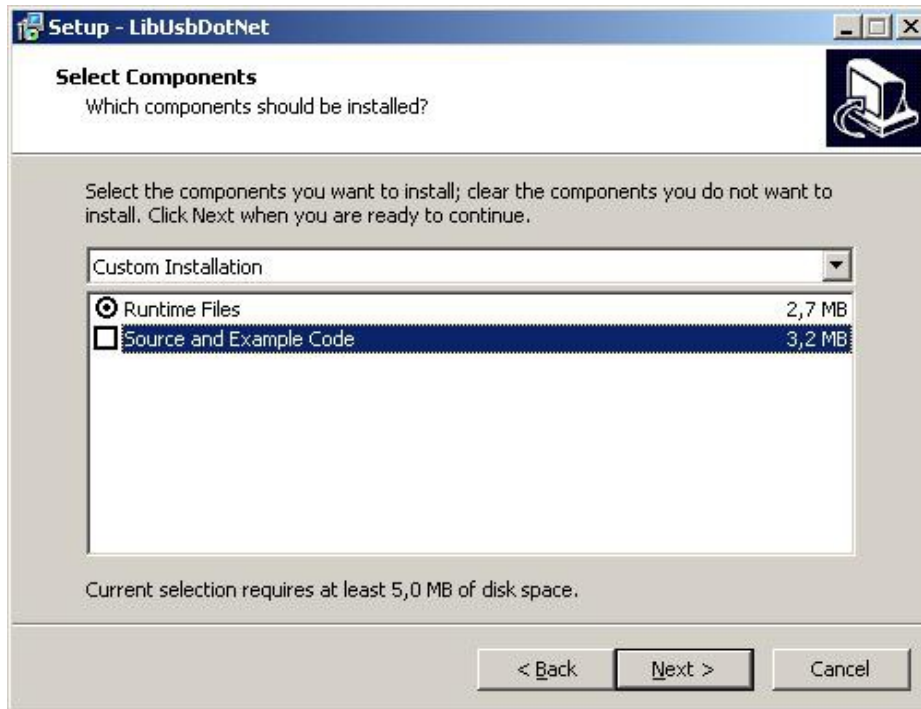 Setup - LibUsbDotNet
Select Components
Which components should be installed?
Select the components you want to install; clear the components you do not want to
install. Click Next when you are ready to continue.
Custom Installation
Runtime Files 2,7 MB
Source and Example Code 3,2 MB
Current selection requires at least 5,0 MB of disk space.
< Back Next > Cancel